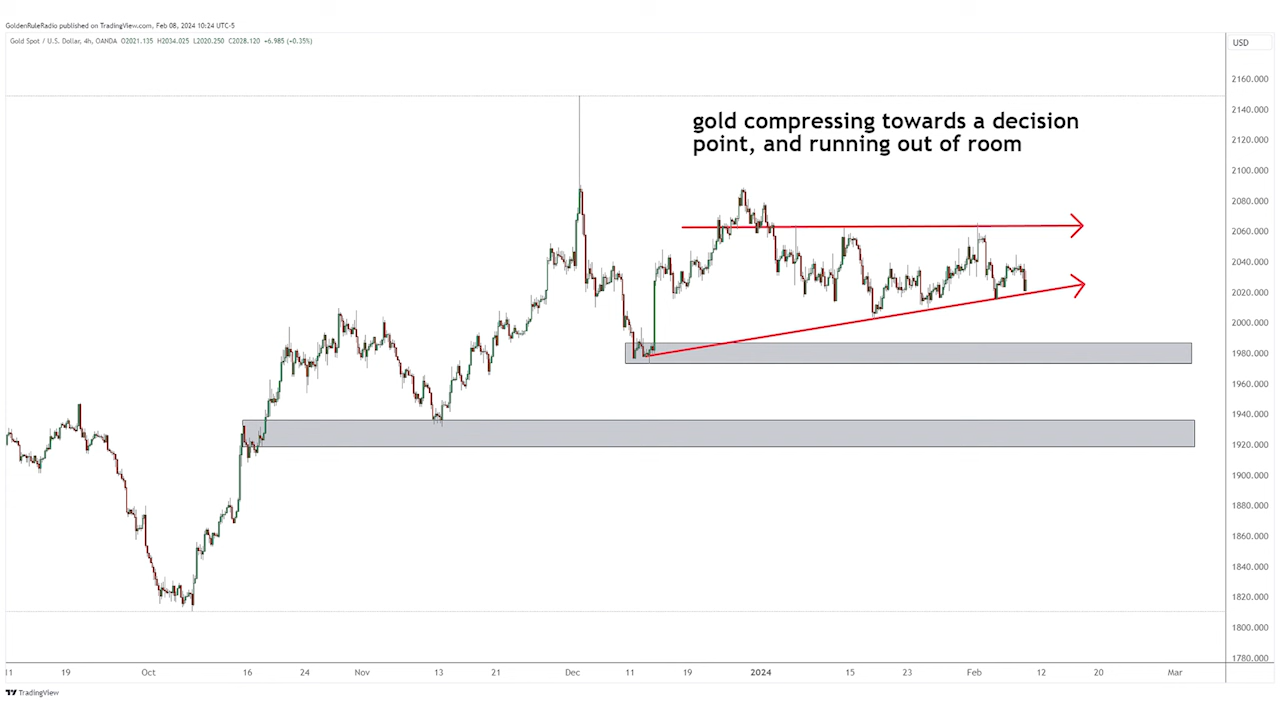 GoldenRuleRadio published on TradingView.com, Feb 08, 2024 10:24 UTC-5
Gold Spot / U.S. Dollar, 4h, OANDA O2021.135 H2034.025 L2020.250 C2028.120 +6.985 (+0.35%)
USD
gold compressing towards a decision
point, and running out of room
2160.000
2140.000
2120.000
2100.000
2080.000
2060.000
2040.000
2020.000
2000.000
1980.000
1960.000
1940.000
1920.000
1900.000
1880.000
1860.000
1840.000
1820.000
1800.000
1780.000
11 19 Oct 16 24 Nov 13 21 Dec 11 19 2024 15 23 Feb 12 20 Mar
TradingView